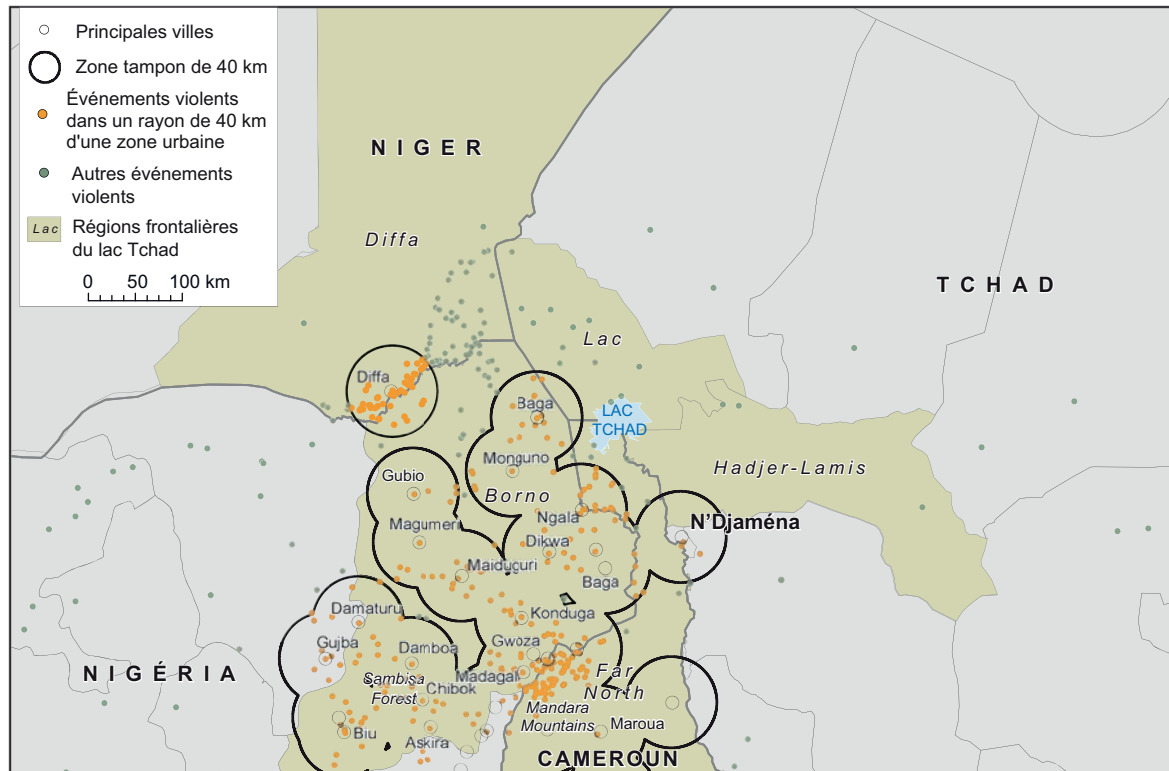 Principales villes
Zone tampon de 40 km
Événements violents
dans un rayon de 40 km
d'une zone urbaine
Autres événements
violents
Lac
Régions frontalières
du lac Tchad
0 50 100 km
NIGER
Diffa
TCHAD
Lac
Diffa
Baga
LAC
TCHAD
Monguno
Hadjer-Lamis
Gubio
Borno
Ngala
N'Djaména
Magumeri
Dikwa
Maiduguri
Baga
Damaturu
Konduga
Gujba
Damboa
Gwoza
NIGÉRIA
Sambisa
Forest
Madagali
Far
North
Chibok
Mandara
Mountains
Maroua
Biu
Askira
CAMEROUN